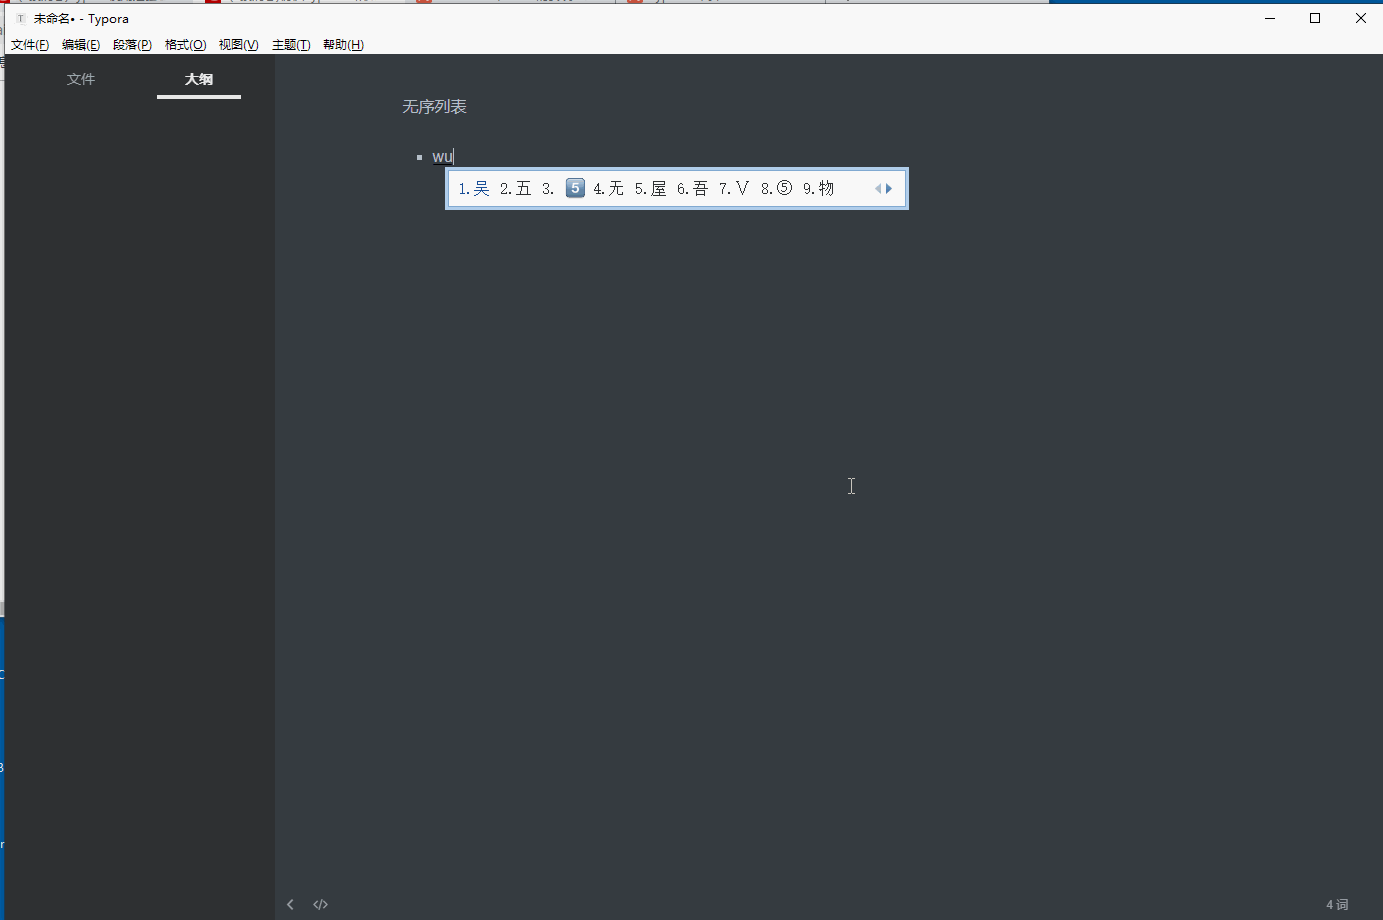 未命名• - Typora
文件(F) 编辑(E) 段落(P) 格式(O) 视图(V) 主题(T) 帮助(H)
文件 大纲
无序列表
wu
1.吴 2.五 3. 5️⃣ 4.无 5.屋 6.吾 7.Ⅴ 8.⑤ 9.物
</>
4 词